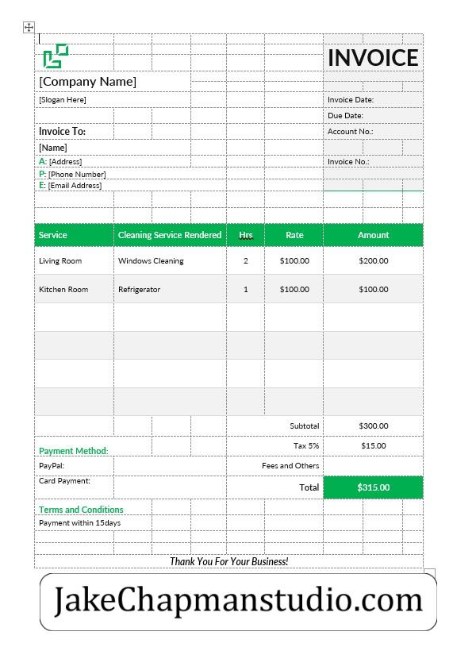 INVOICE
[Company Name]
[Slogan Here]
Invoice Date:
Due Date:
Invoice To:
Account No.:
[Name]
A: [Address]
Invoice No.:
P: [Phone Number]
E: [Email Address]
Service Cleaning Service Rendered Hrs Rate Amount
Living Room Windows Cleaning 2 $100.00 $200.00
Kitchen Room Refrigerator 1 $100.00 $100.00
Subtotal $300.00
Tax 5% $15.00
Payment Method:
PayPal: Fees and Others
Card Payment:
Total $315.00
Terms and Conditions
Payment within 15days
Thank You For Your Business!
JakeChapmanstudio.com